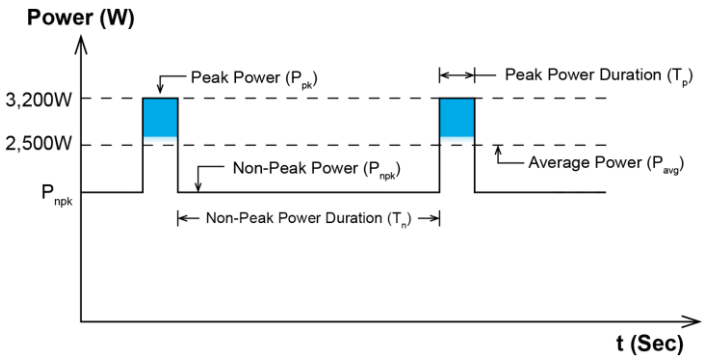 Power (W)
Peak Power (Ppk)
Peak Power Duration (Tp)
3,200W
2,500W
Non-Peak Power (Pnpk)
Average Power (Pavg)
Pnpk
Non-Peak Power Duration (Tn)
t (Sec)